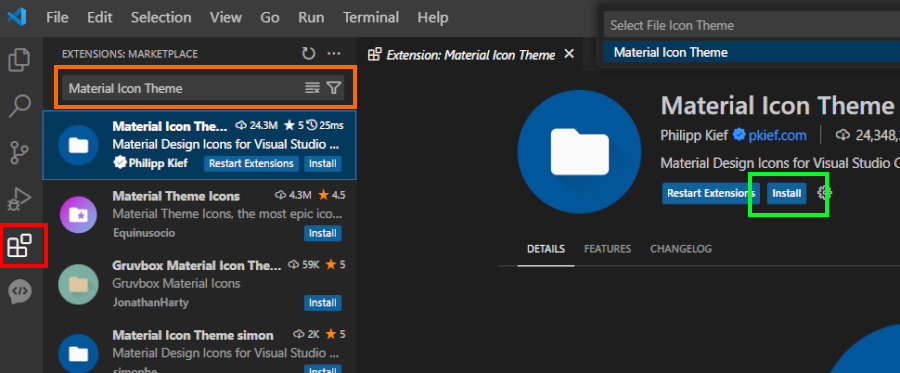 File Edit Selection View Go Run Terminal Help
Select File Icon Theme
Material Icon Theme
EXTENSIONS: MARKETPLACE
Material Icon Theme
Material Icon The... 24.3M 5 25ms
Material Design Icons for Visual Studio ...
Philipp Kief Restart Extensions Install
Material Theme Icons 4.3M 4.5
Material Theme Icons, the most epic ico...
Equinusocio Install
Gruvbox Material Icon The... 59K 5
Gruvbox Material Icons
JonathanHarty Install
Material Icon Theme simon 2K 5
Material Design Icons for Visual Studio ...
simophe Install
Extension: Material Icon Theme
Material Icon Theme
Philipp Kief pkief.com 24,348,
Material Design Icons for Visual Studio C
Restart Extensions Install
DETAILS FEATURES CHANGELOG